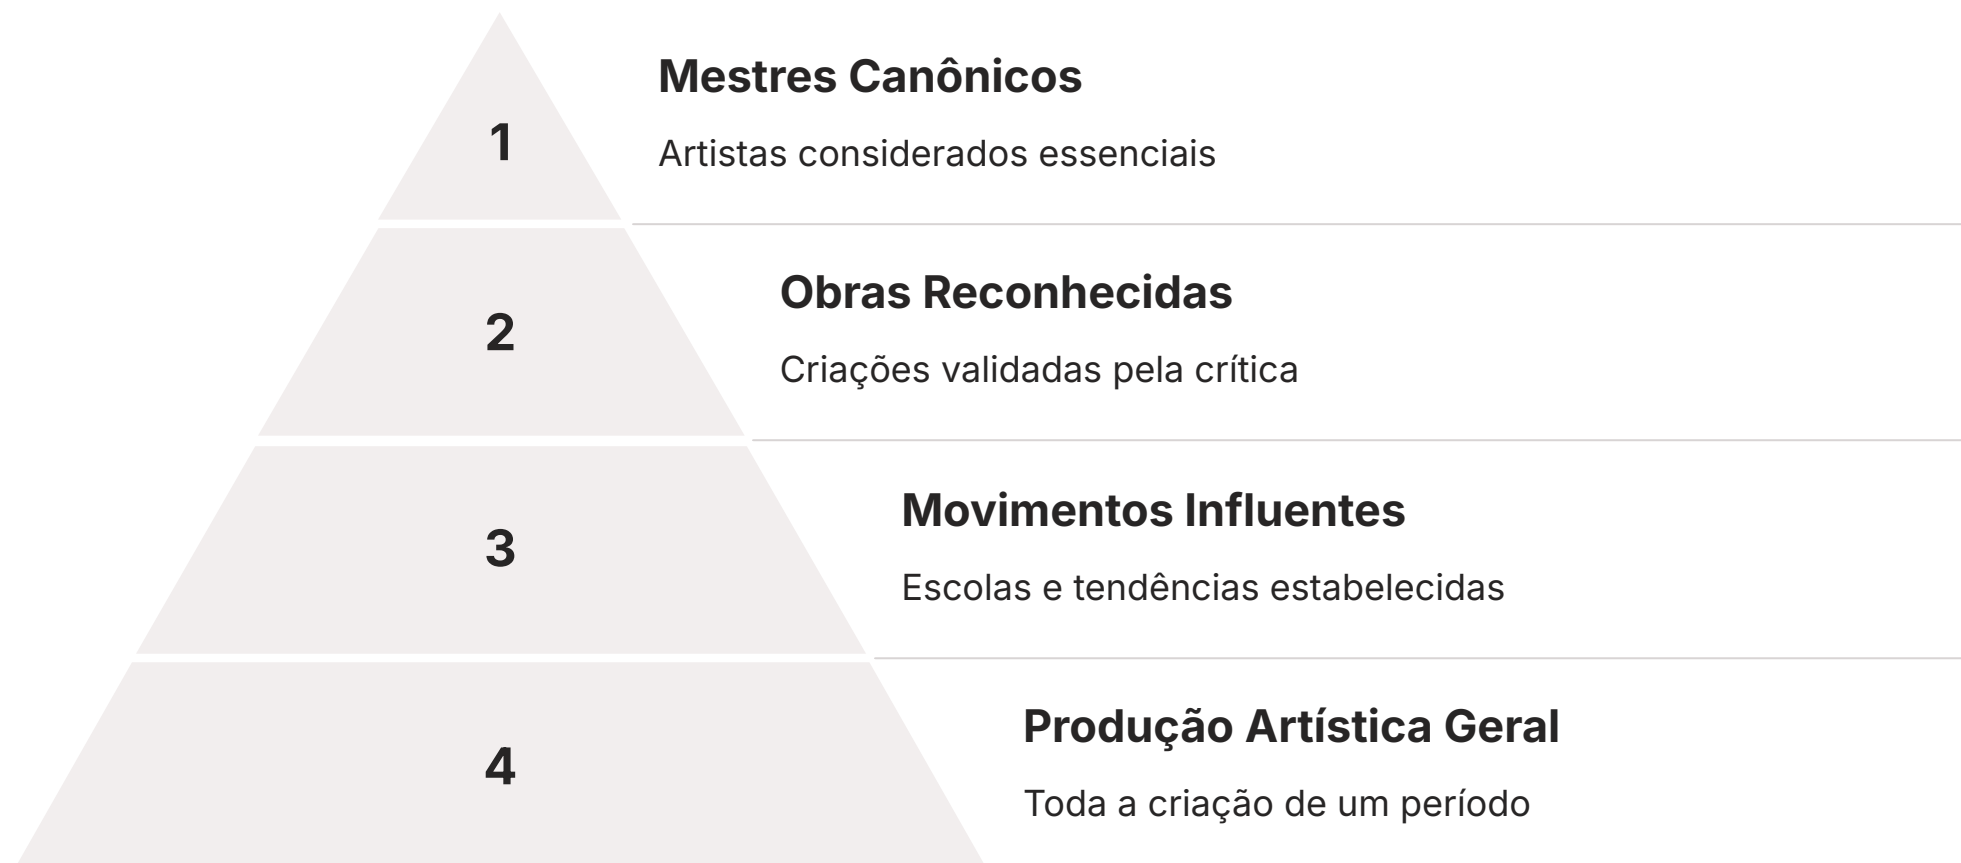 1
Mestres Canônicos
Artistas considerados essenciais
2
Obras Reconhecidas
Criações validadas pela crítica
3
Movimentos Influentes
Escolas e tendências estabelecidas
4
Produção Artística Geral
Toda a criação de um período